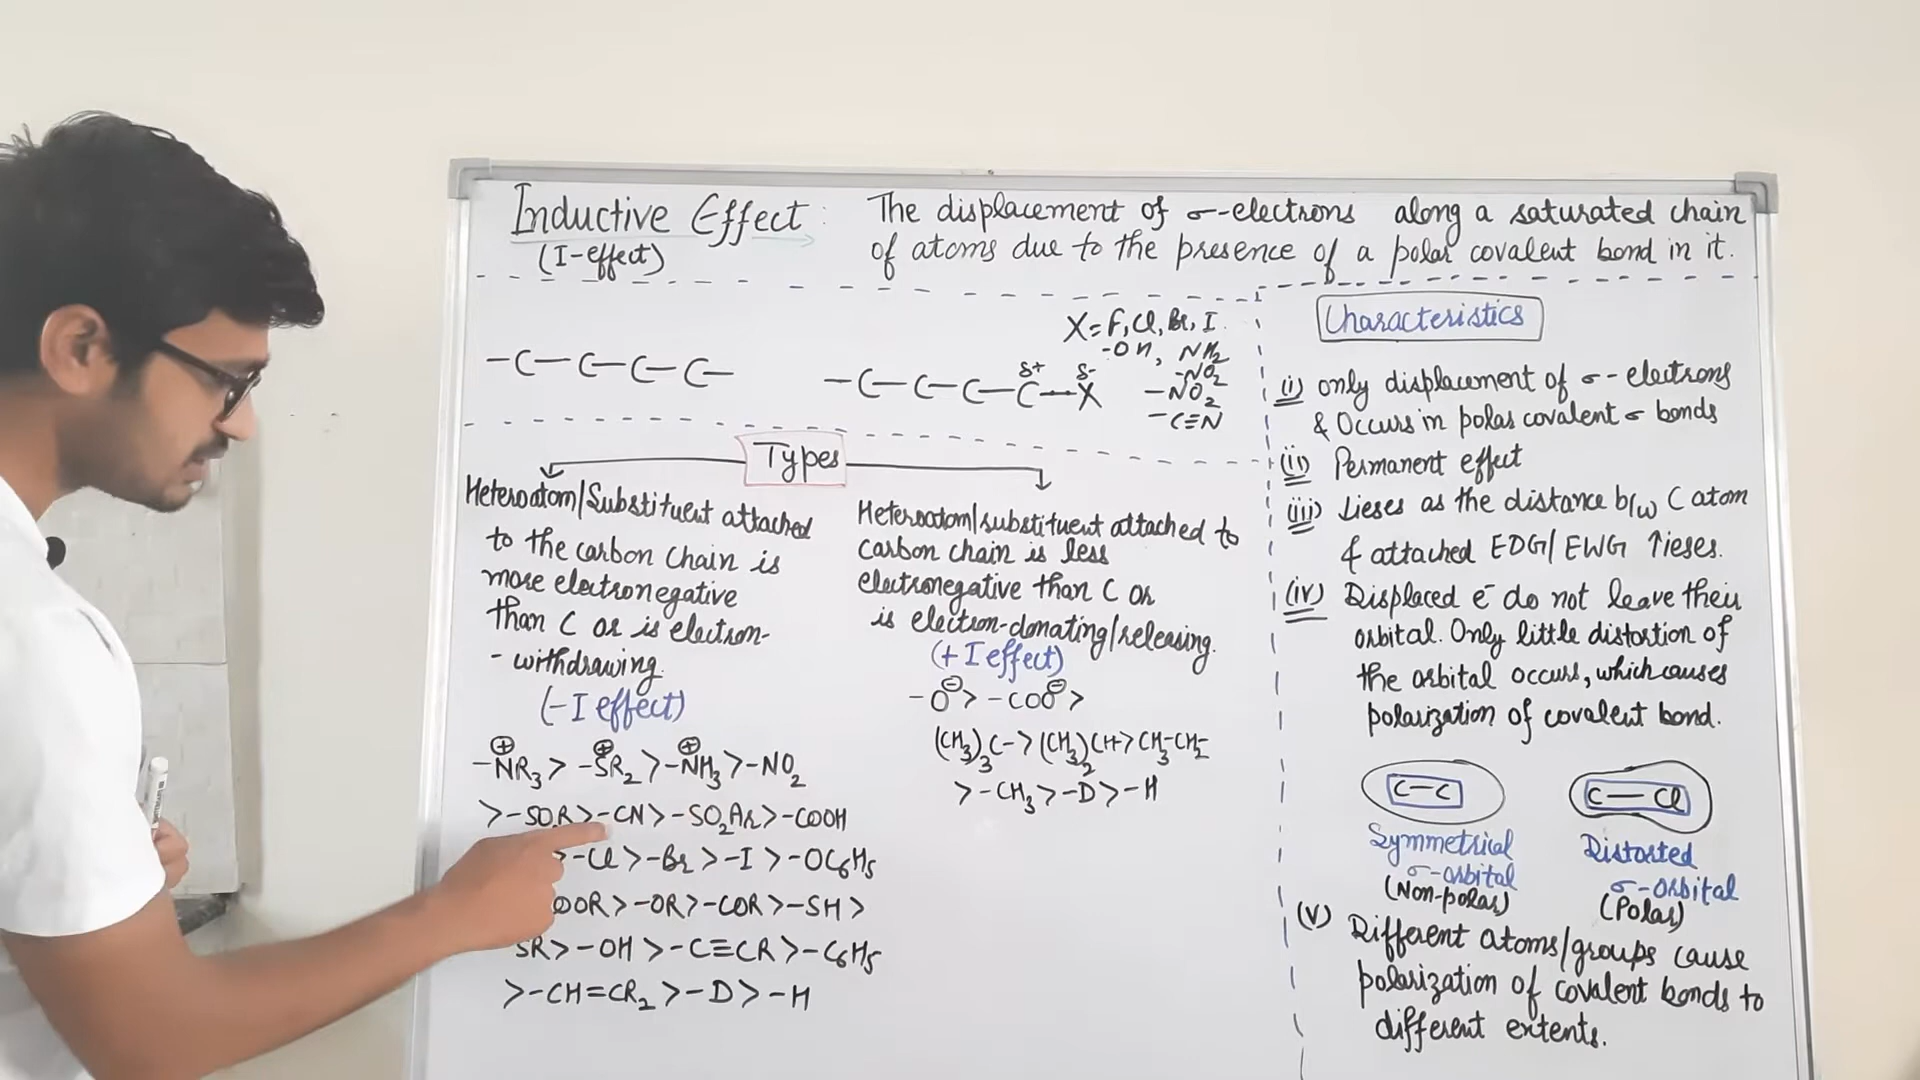 Inductive Effect :
(I-effect)
The displacement of σ-electrons along a saturated chain
of atoms due to the presence of a polar covalent bond in it.
-C-C-C-C-
-C-C-C-C-X
δ+ δ-
X=F,Cl,Br,I.
-OH, NH2
-NO2
-NO2
-C≡N
Types
Heteroatom/Substituent attached
to the carbon chain is
more electronegative
than C or is electron-
-withdrawing.
(-I effect)
-N⊕R3 > -S⊕R2 > -N⊕H3 > -NO2
> -SO2R > -CN > -SO2Ar > -COOH
> -Cl > -Br > -I > -OC6H5
OOR > -OR > -COR > -SH >
SR > -OH > -C≡CR > -C6H5
> -CH=CR2 > -D > -H
Heteroatom/substituent attached to
carbon chain is less
electronegative than C or
is electron-donating/releasing.
(+I effect)
-O⊖ > -COO⊖ >
(CH3)3C- > (CH3)2CH > CH3-CH2
> -CH3 > -D > -H
Characteristics
(i) only displacement of σ- electrons
& Occurs in polar covalent σ bonds
(ii) Permanent effect
(iii) ↓ieses as the distance b/w C atom
& attached EDG/EWG ↑ieses.
(iv) Displaced e- do not leave their
orbital. Only little distortion of
the orbital occurs, which causes
polarization of covalent bond.
C-C
Symmetrical
σ-orbital
(Non-polar)
C-Cl
Distorted
σ-orbital
(Polar)
(v) Different atoms/groups cause
polarization of covalent bonds to
different extents.